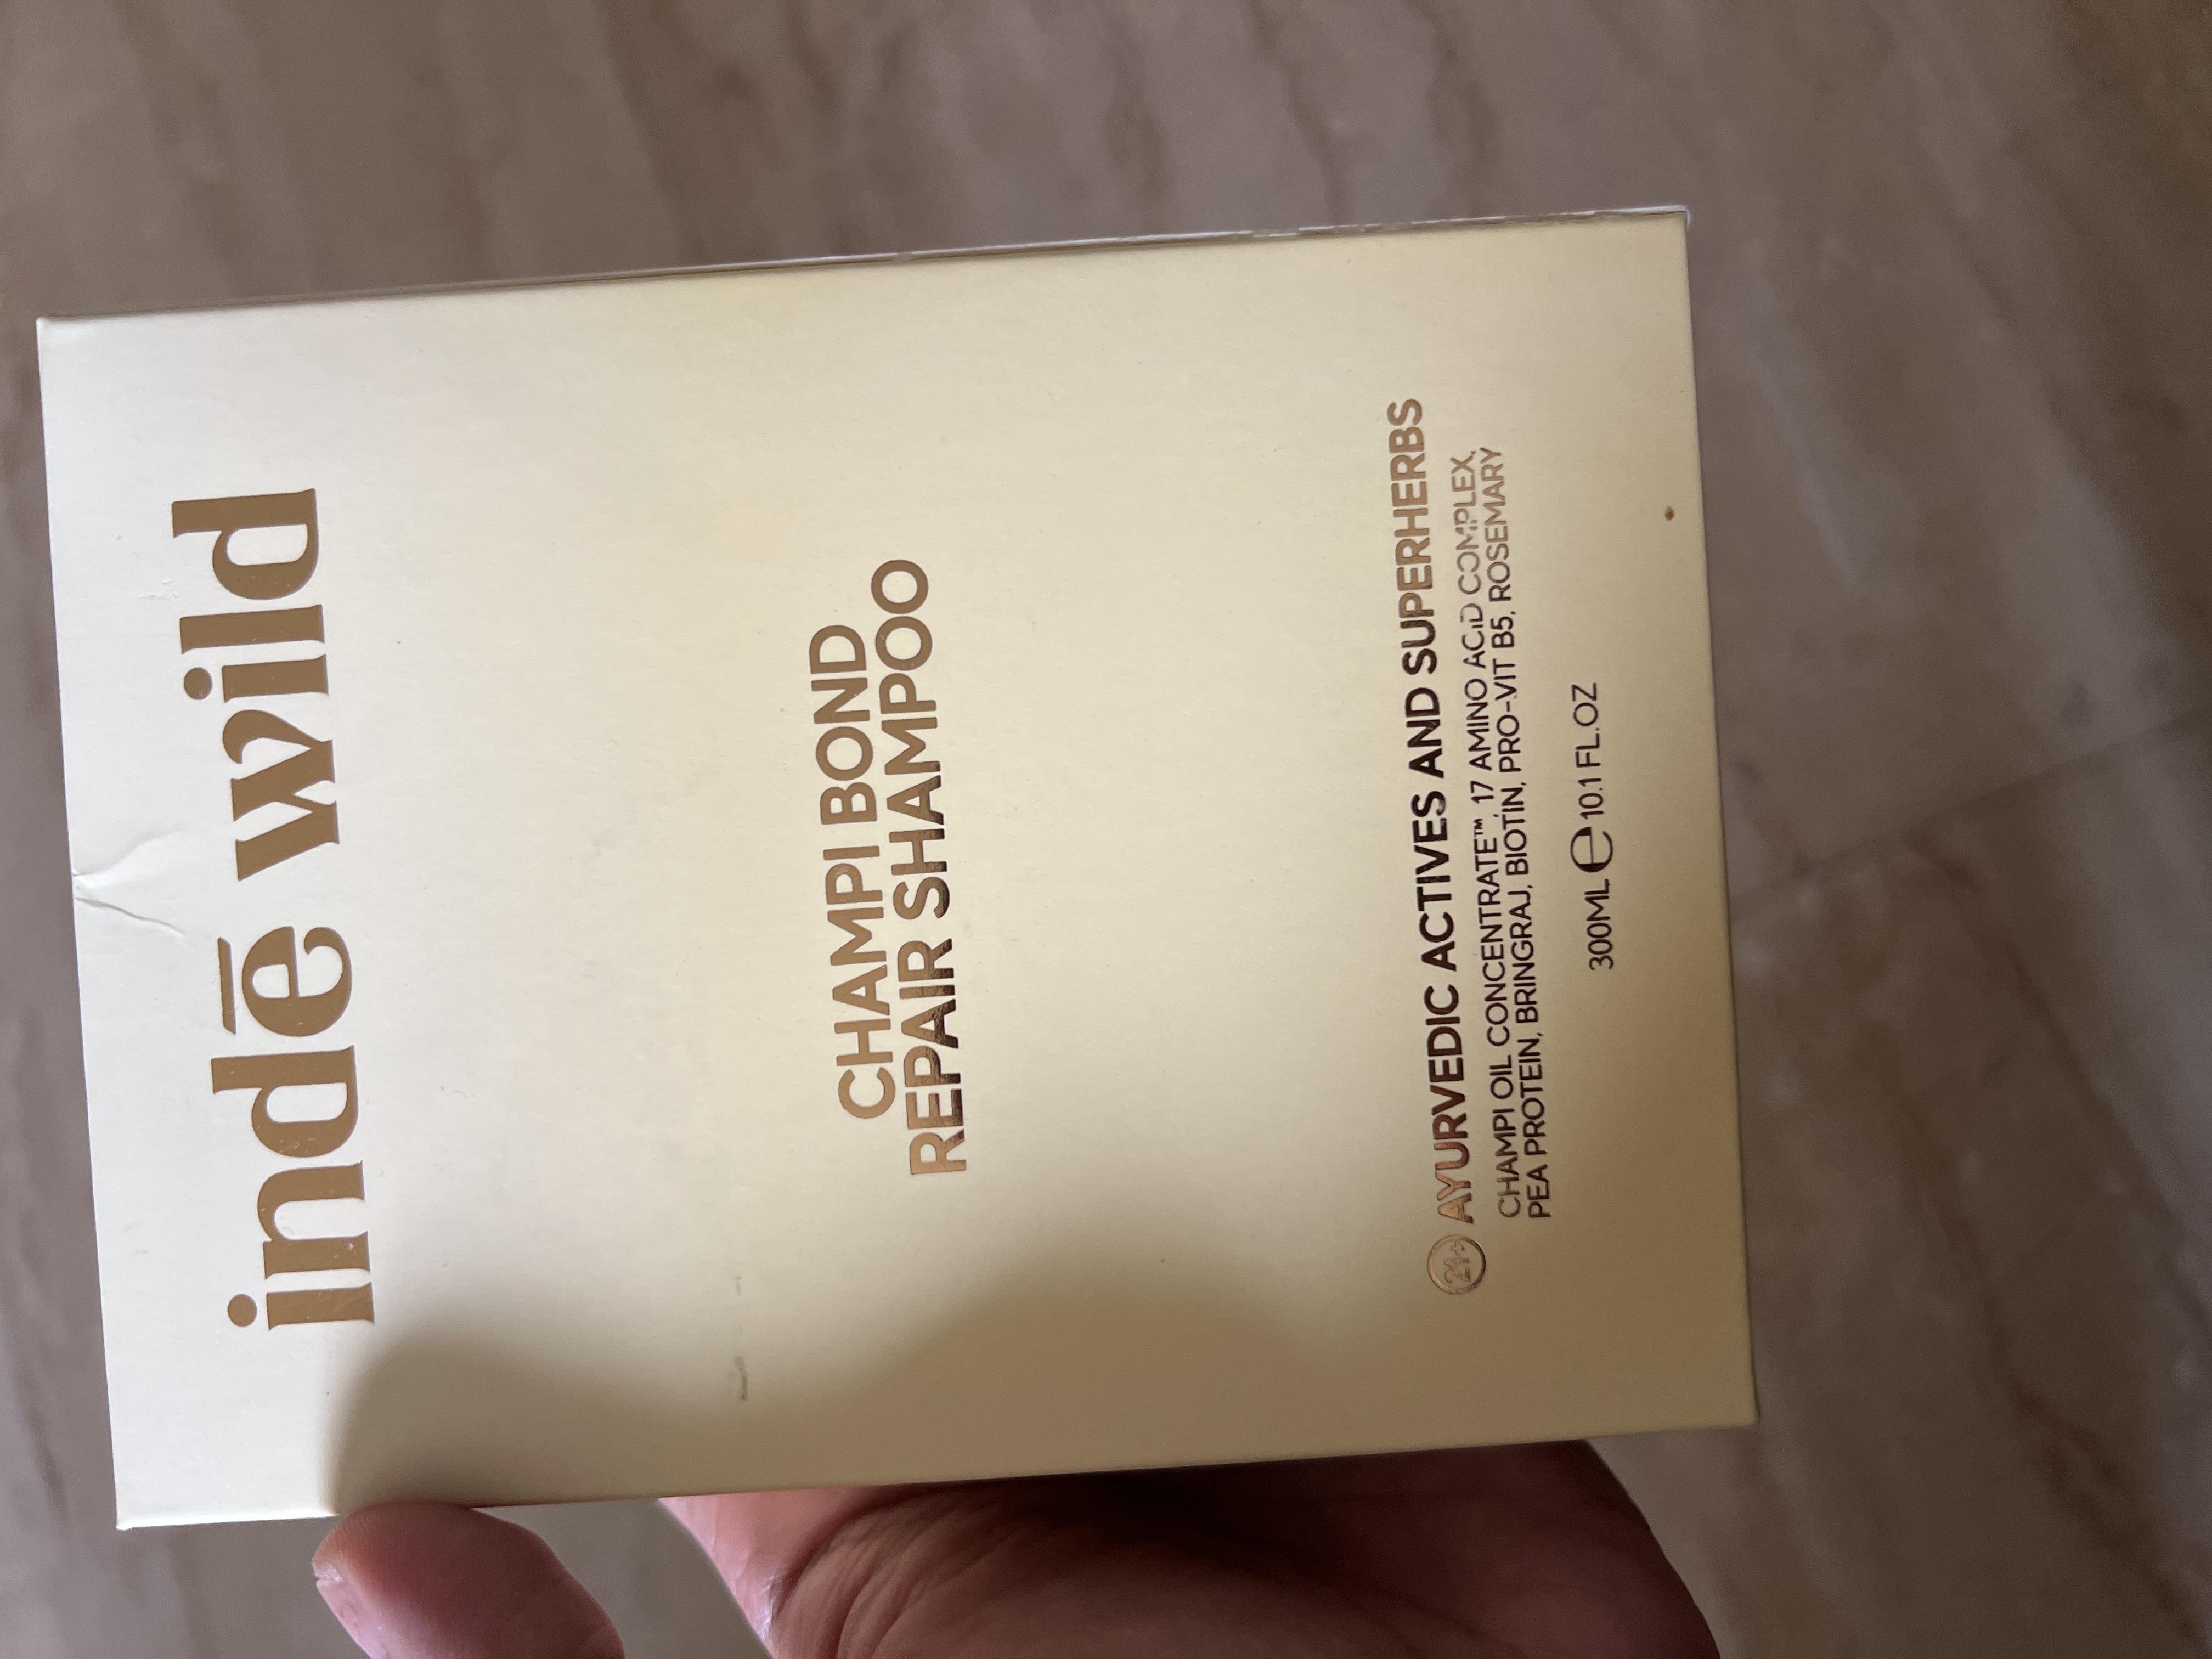 indē wild
CHAMPI BOND
REPAIR SHAMPOO
21+ AYURVEDIC ACTIVES AND SUPERHERBS
CHAMPI OIL CONCENTRATE™, 17 AMINO ACID COMPLEX,
PEA PROTEIN, BRINGRAJ, BIOTIN, PRO-VIT B5, ROSEMARY
300ML ℮ 10.1 FL.OZ